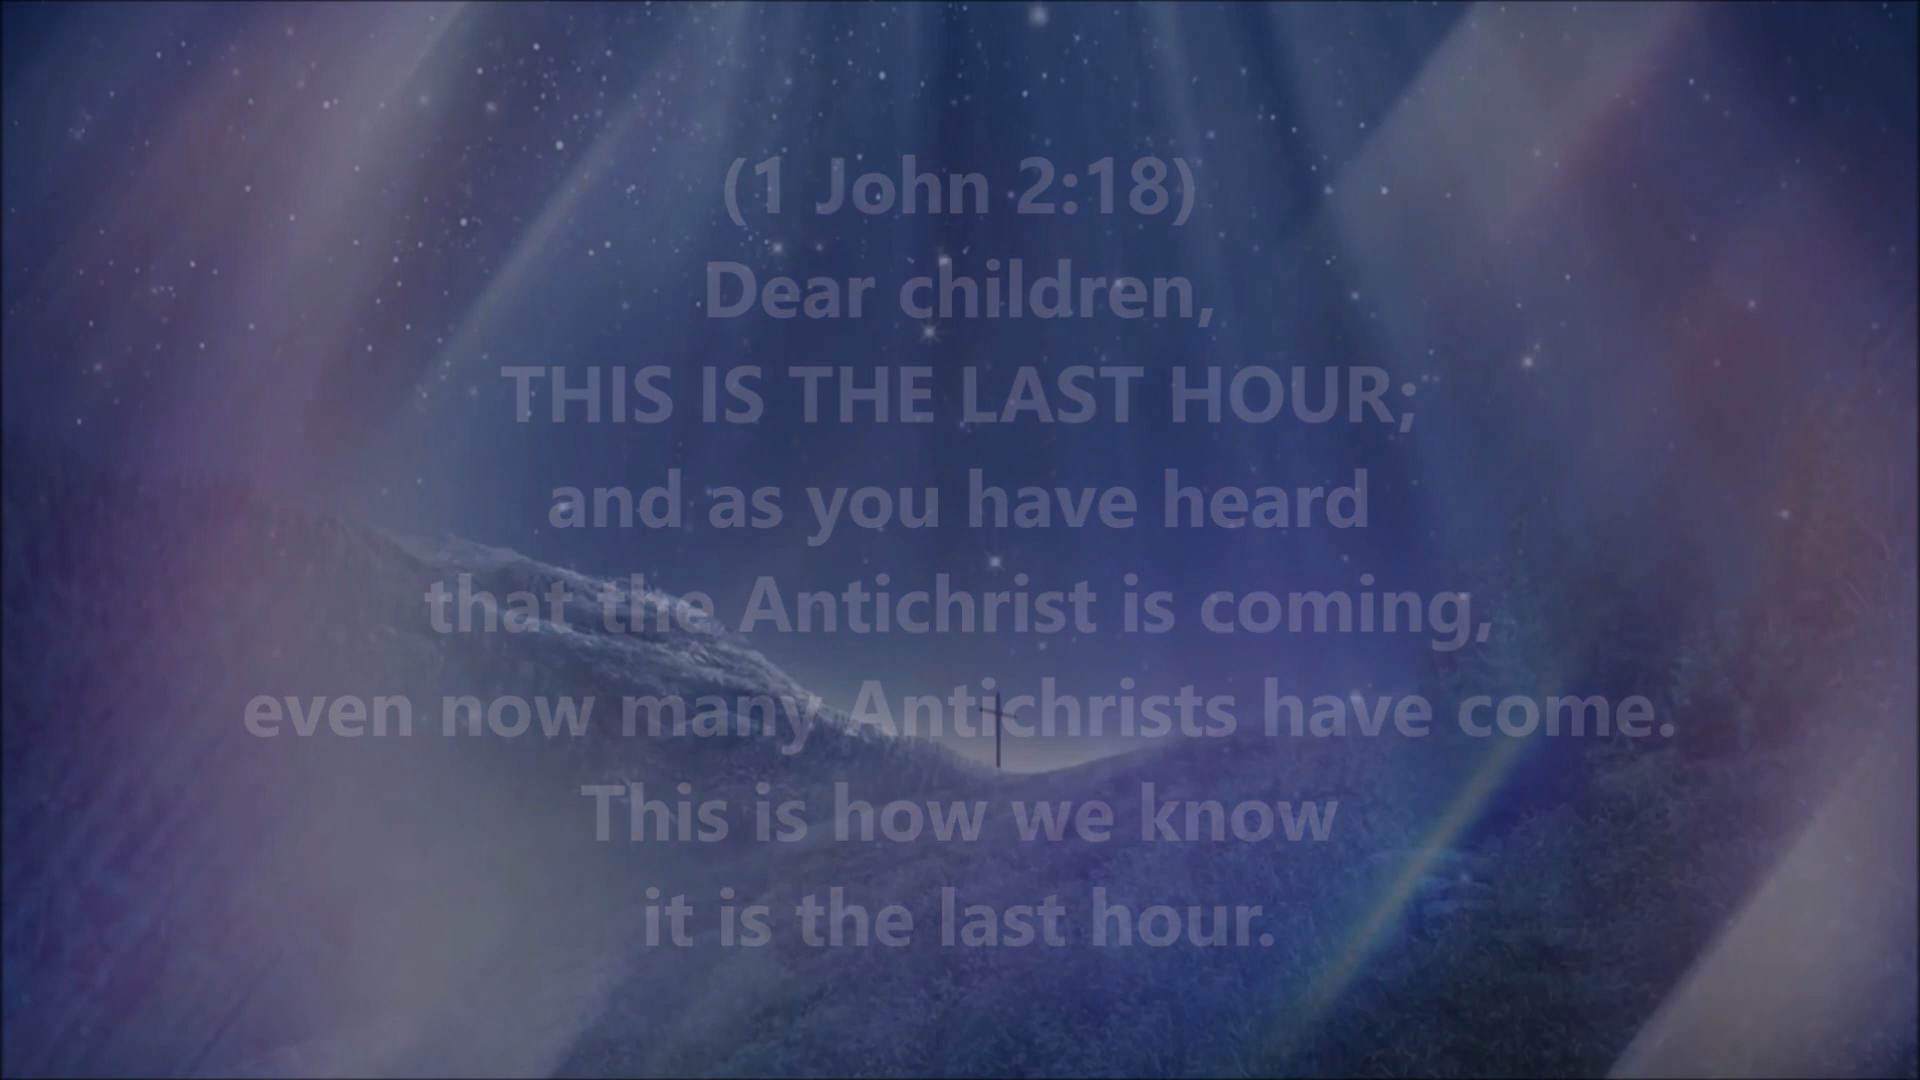 (1 John 2:18)
Dear children,
THIS IS THE LAST HOUR;
and as you have heard
that the Antichrist is coming,
even now many Antichrists have come.
This is how we know
it is the last hour.